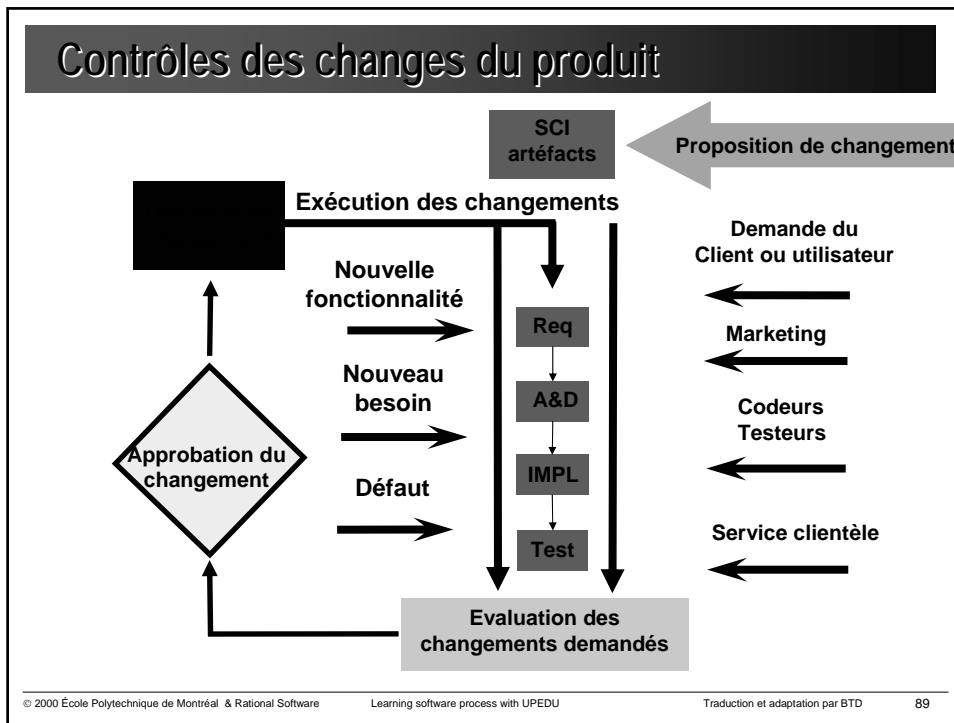 Contrôles des changes du produit
SCI
artéfacts
Proposition de changement
Exécution des changements
Demande du
Client ou utilisateur
Nouvelle
fonctionnalité
Req
Marketing
Nouveau
besoin
A&D
Codeurs
Testeurs
Approbation du
changement
Défaut
IMPL
Test
Service clientèle
Evaluation des
changements demandés
© 2000 École Polytechnique de Montréal & Rational Software
Learning software process with UPEDU
Traduction et adaptation par BTD
89